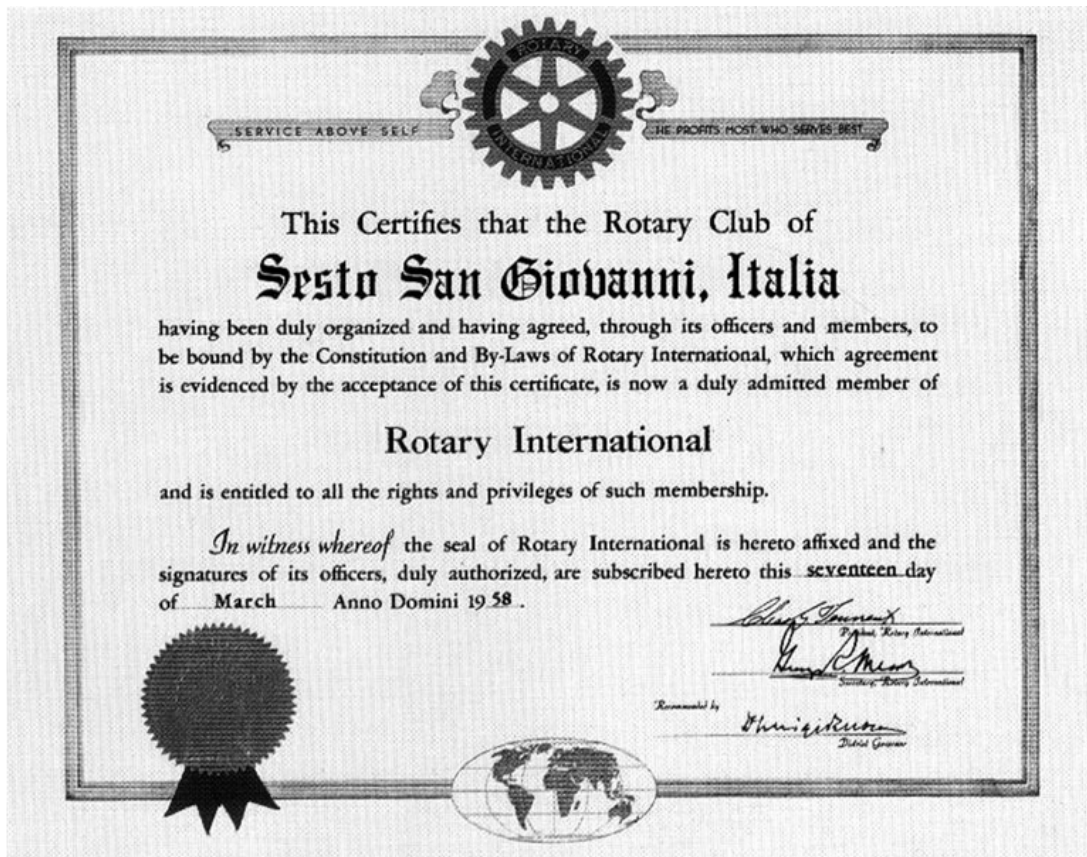 ROTARY
INTERNATIONAL
SERVICE ABOVE SELF
HE PROFITS MOST WHO SERVES BEST
This Certifies that the Rotary Club of
Sesto San Giovanni, Italia
having been duly organized and having agreed, through its officers and members, to
be bound by the Constitution and By-Laws of Rotary International, which agreement
is evidenced by the acceptance of this certificate, is now a duly admitted member of
Rotary International
and is entitled to all the rights and privileges of such membership.
In witness whereof the seal of Rotary International is hereto affixed and the
signatures of its officers, duly authorized, are subscribed hereto this seventeen day
of March Anno Domini 19 58.
President, Rotary International
Secretary, Rotary International
Recommended by
District Governor